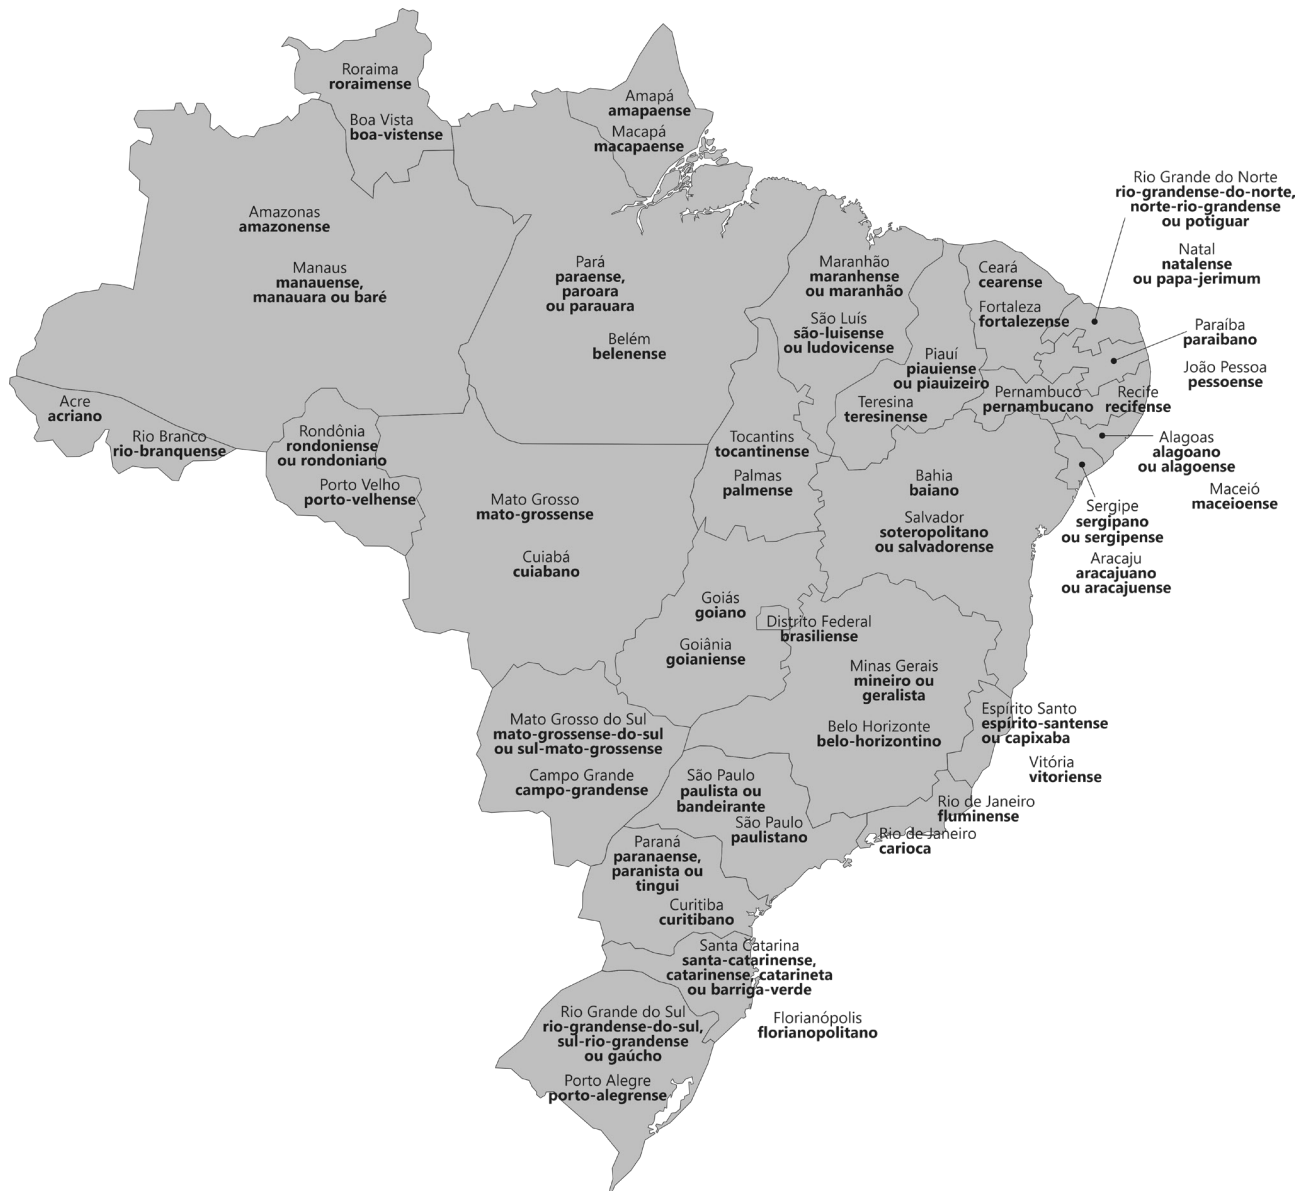 Roraima
roraimense
Boa Vista
boa-vistense
Amapá
amapaense
Macapá
macapaense
Amazonas
amazonense
Manaus
manauense,
manauara ou baré
Pará
paraense,
paroara
ou parauara
Belém
belenense
Maranhão
maranhense
ou maranhão
São Luís
são-luisense
ou ludovicense
Piauí
piauiense
ou piauizeiro
Teresina
teresinense
Ceará
cearense
Fortaleza
fortalezense
Rio Grande do Norte
rio-grandense-do-norte,
norte-rio-grandense
ou potiguar
Natal
natalense
ou papa-jerimum
Paraíba
paraibano
João Pessoa
pessoense
Pernambuco
pernambucano
Recife
recifense
Alagoas
alagoano
ou alagoense
Maceió
maceioense
Sergipe
sergipano
ou sergipense
Aracaju
aracajuano
ou aracajuense
Acre
acriano
Rio Branco
rio-branquense
Rondônia
rondoniense
ou rondoniano
Porto Velho
porto-velhense
Mato Grosso
mato-grossense
Cuiabá
cuiabano
Tocantins
tocantinense
Palmas
palmense
Bahia
baiano
Salvador
soteropolitano
ou salvadorense
Goiás
goiano
Goiânia
goianiense
Distrito Federal
brasiliense
Minas Gerais
mineiro ou
geralista
Belo Horizonte
belo-horizontino
Espírito Santo
espírito-santense
ou capixaba
Vitória
vitoriense
Mato Grosso do Sul
mato-grossense-do-sul
ou sul-mato-grossense
Campo Grande
campo-grandense
São Paulo
paulista ou
bandeirante
São Paulo
paulistano
Rio de Janeiro
fluminense
Rio de Janeiro
carioca
Paraná
paranaense,
paranista ou
tingui
Curitiba
curitibano
Santa Catarina
santa-catarinense,
catarinense, catarineta
ou barriga-verde
Florianópolis
florianopolitano
Rio Grande do Sul
rio-grandense-do-sul,
sul-rio-grandense
ou gaúcho
Porto Alegre
porto-alegrense